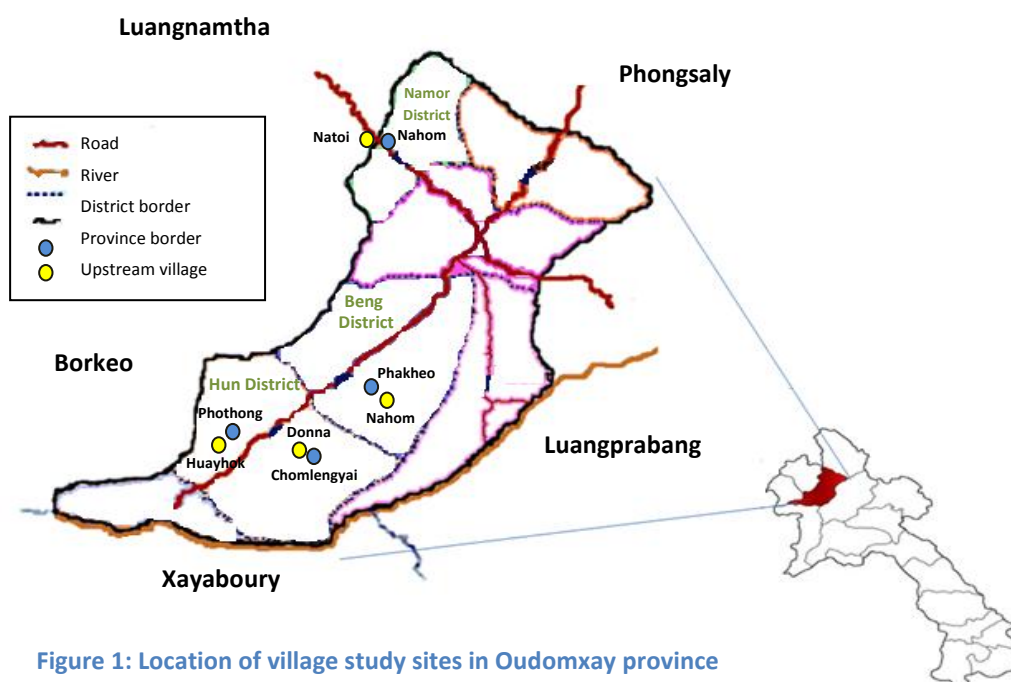 Luangnamtha
Phongsaly
Namor
District
Natoi
Nahom
Road
River
District border
Province border
Upstream village
Beng
District
Borkeo
Hun District
Phakheo
Nahom
Phothong
Huayhok
Donna
Chomlengyai
Luangprabang
Xayaboury
Figure 1: Location of village study sites in Oudomxay province